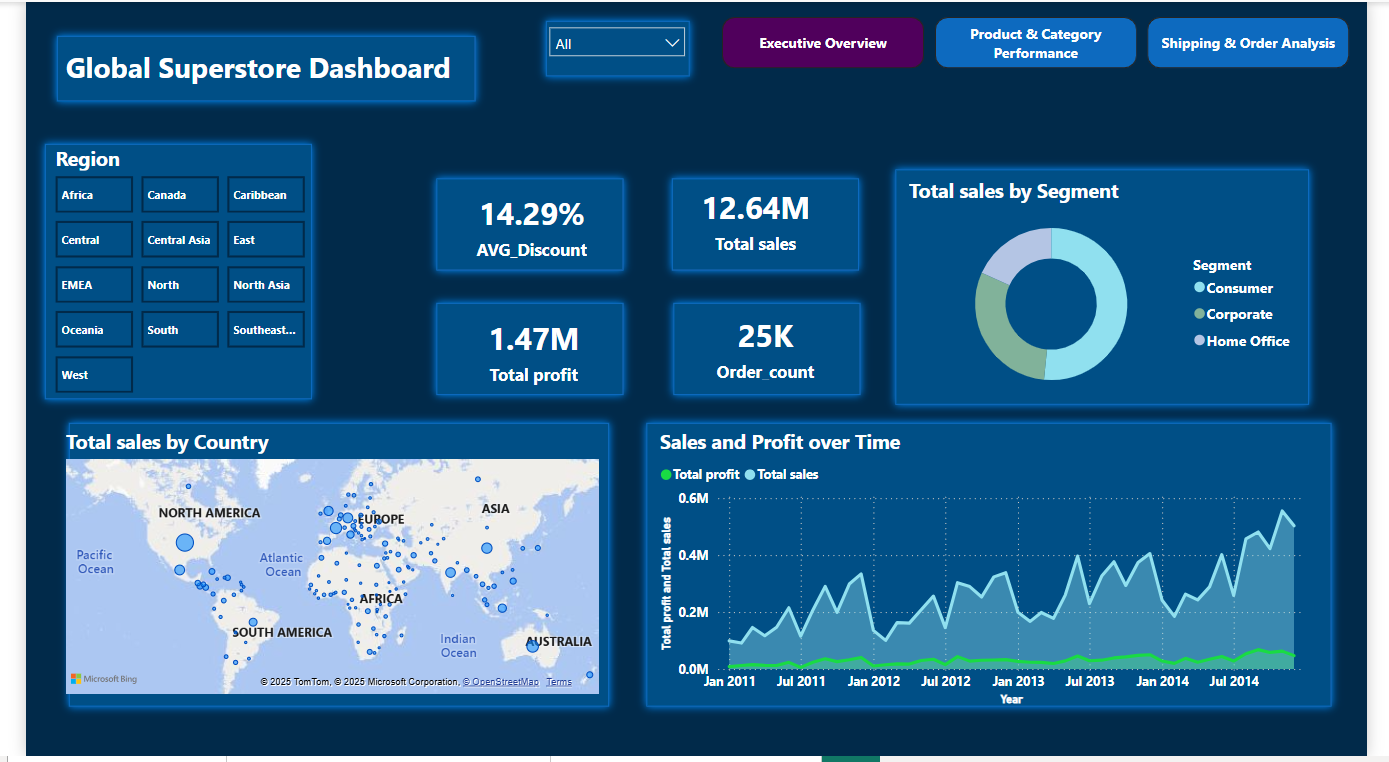 Global Superstore Dashboard
All
Executive Overview
Product & Category
Performance
Shipping & Order Analysis
Region
Africa
Canada
Caribbean
Central
Central Asia
East
EMEA
North
North Asia
Oceania
South
Southeast...
West
14.29%
AVG_Discount
12.64M
Total sales
1.47M
Total profit
25K
Order_count
Total sales by Segment
Segment
Consumer
Corporate
Home Office
Total sales by Country
NORTH AMERICA
EUROPE
ASIA
Pacific
Ocean
Atlantic
Ocean
AFRICA
SOUTH AMERICA
Indian
Ocean
AUSTRALIA
Microsoft Bing
© 2025 TomTom, © 2025 Microsoft Corporation, © OpenStreetMap Terms
Sales and Profit over Time
Total profit
Total sales
Total profit and Total sales
0.6M
0.4M
0.2M
0.0M
Jan 2011
Jul 2011
Jan 2012
Jul 2012
Jan 2013
Jul 2013
Jan 2014
Jul 2014
Year